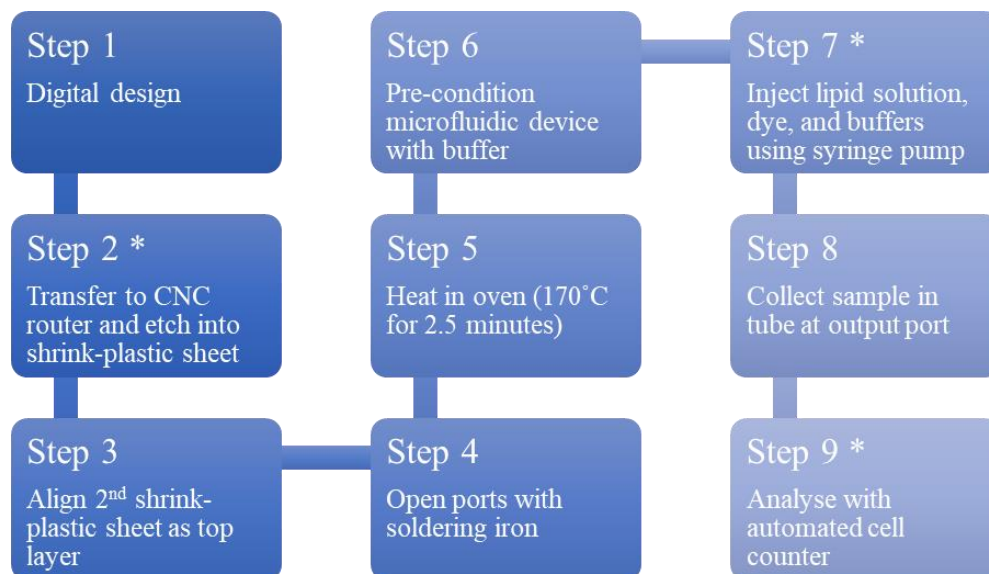 Step 1
Digital design
Step 2 *
Transfer to CNC
router and etch into
shrink-plastic sheet
Step 3
Align 2nd shrink-
plastic sheet as top
layer
Step 4
Open ports with
soldering iron
Step 5
Heat in oven (170˚C
for 2.5 minutes)
Step 6
Pre-condition
microfluidic device
with buffer
Step 7 *
Inject lipid solution,
dye, and buffers
using syringe pump
Step 8
Collect sample in
tube at output port
Step 9 *
Analyse with
automated cell
counter